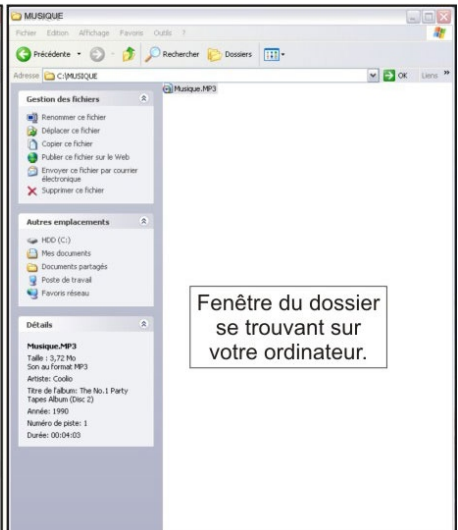 MUSIQUE
Fichier Edition Affichage Favoris Outils ?
Précédente Rechercher Dossiers
Adresse C:\MUSIQUE OK Liens »
Musique.MP3
Gestion des fichiers
Renommer ce fichier
Déplacer ce fichier
Copier ce fichier
Publier ce fichier sur le Web
Envoyer ce fichier par courrier
électronique
Supprimer ce fichier
Autres emplacements
HDD (C:)
Mes documents
Documents partagés
Poste de travail
Favoris réseau
Fenêtre du dossier
se trouvant sur
votre ordinateur.
Détails
Musique.MP3
Taille : 3,72 Mo
Son au format MP3
Artiste: Coolio
Titre de l'album: The No.1 Party
Tapes Album (Disc 2)
Année: 1990
Numéro de piste: 1
Durée: 00:04:03